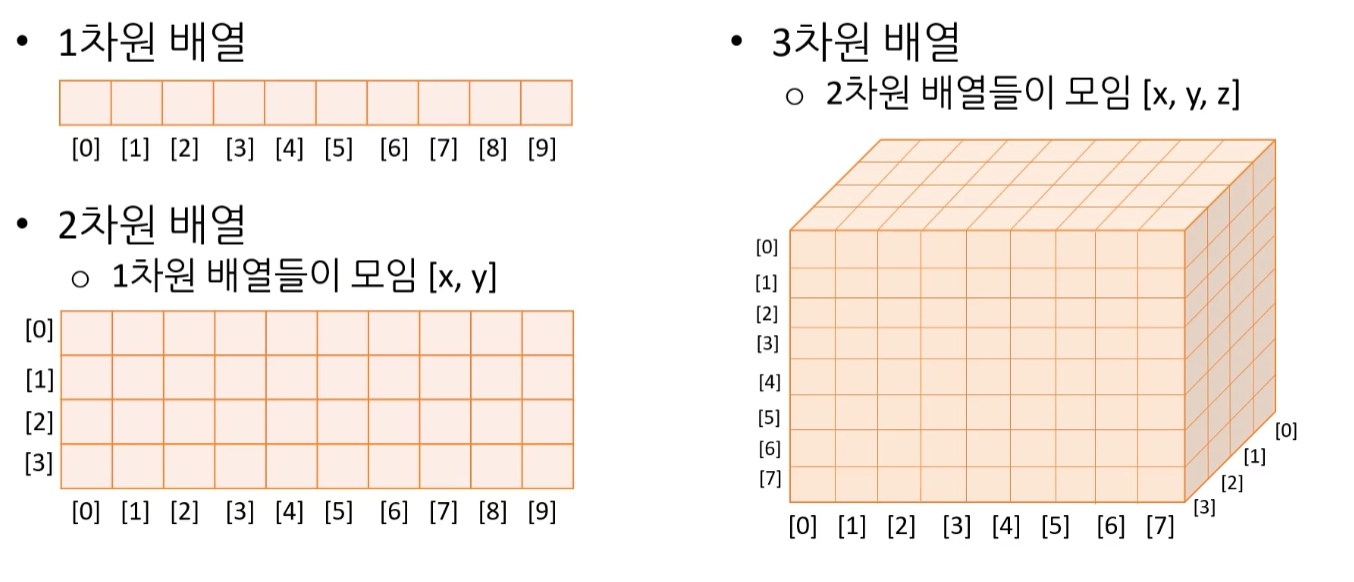 • 1차원 배열
[0] [1] [2] [3] [4] [5] [6] [7] [8] [9]
• 2차원 배열
○ 1차원 배열들이 모임 [x, y]
[0]
[1]
[2]
[3]
[0] [1] [2] [3] [4] [5] [6] [7] [8] [9]
• 3차원 배열
○ 2차원 배열들이 모임 [x, y, z]
[0]
[1]
[2]
[3]
[4]
[5]
[6]
[7]
[0]
[1]
[2]
[3]
[0] [1] [2] [3] [4] [5] [6] [7]